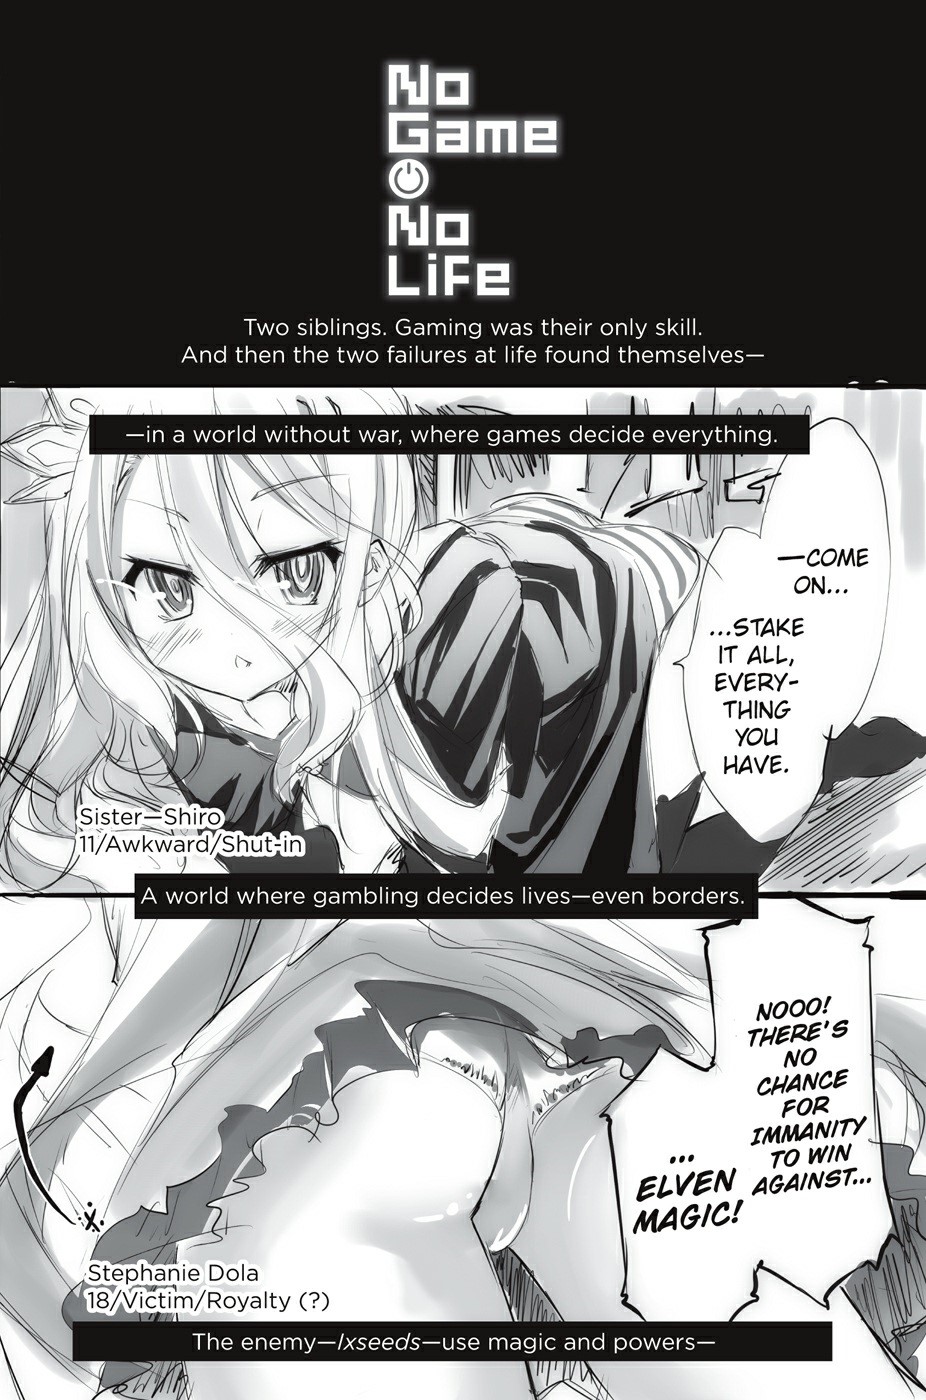 No
Game
No
Life
Two siblings. Gaming was their only skill.
And then the two failures at life found themselves—
—in a world without war, where games decide everything.
—COME
ON...
...STAKE
IT ALL,
EVERY-
THING
YOU
HAVE.
Sister—Shiro
11/Awkward/Shut-in
A world where gambling decides lives—even borders.
NOOO!
THERE'S
NO
CHANCE
FOR
IMMANITY
TO WIN
AGAINST...
...
ELVEN
MAGIC!
Stephanie Dola
18/Victim/Royalty (?)
The enemy—Ixseeds—use magic and powers—